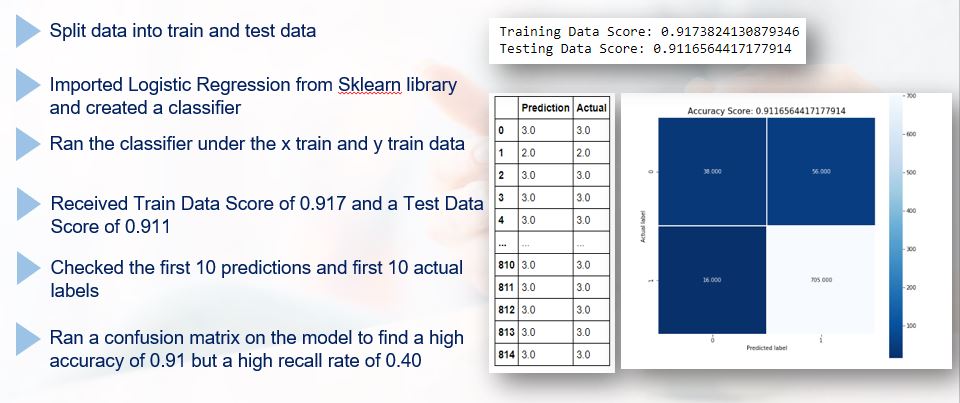 Split data into train and test data
Imported Logistic Regression from Sklearn library
and created a classifier
Ran the classifier under the x train and y train data
Received Train Data Score of 0.917 and a Test Data
Score of 0.911
Checked the first 10 predictions and first 10 actual
labels
Ran a confusion matrix on the model to find a high
accuracy of 0.91 but a high recall rate of 0.40
Training Data Score: 0.9173824130879346
Testing Data Score: 0.9116564417177914
Prediction Actual
0 3.0 3.0
1 2.0 2.0
2 3.0 3.0
3 3.0 3.0
4 3.0 3.0
... ... ...
810 3.0 3.0
811 3.0 3.0
812 3.0 3.0
813 3.0 3.0
814 3.0 3.0
Accuracy Score: 0.9116564417177914
Actual label
0
1
38.000 56.000
16.000 705.000
0 1
Predicted label
700
600
500
400
300
200
100